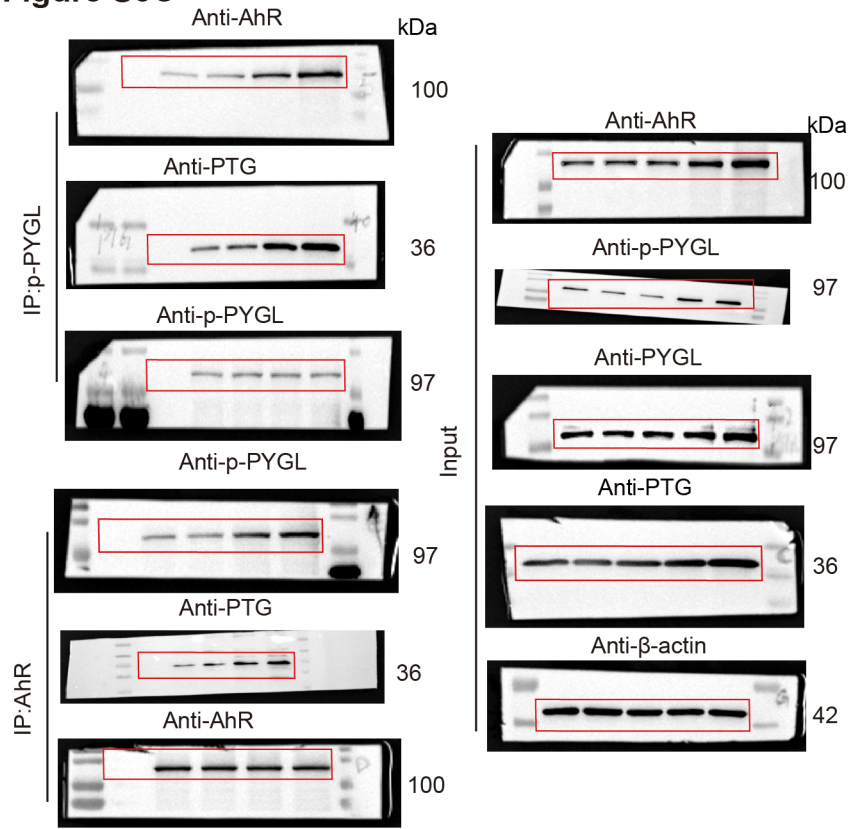 Anti-AhR
kDa
100
Anti-PTG
36
IP:p-PYGL
Anti-p-PYGL
97
Anti-p-PYGL
97
Anti-PTG
36
IP:AhR
Anti-AhR
100
Anti-AhR
kDa
100
Anti-p-PYGL
97
Anti-PYGL
97
Input
Anti-PTG
36
Anti-β-actin
42